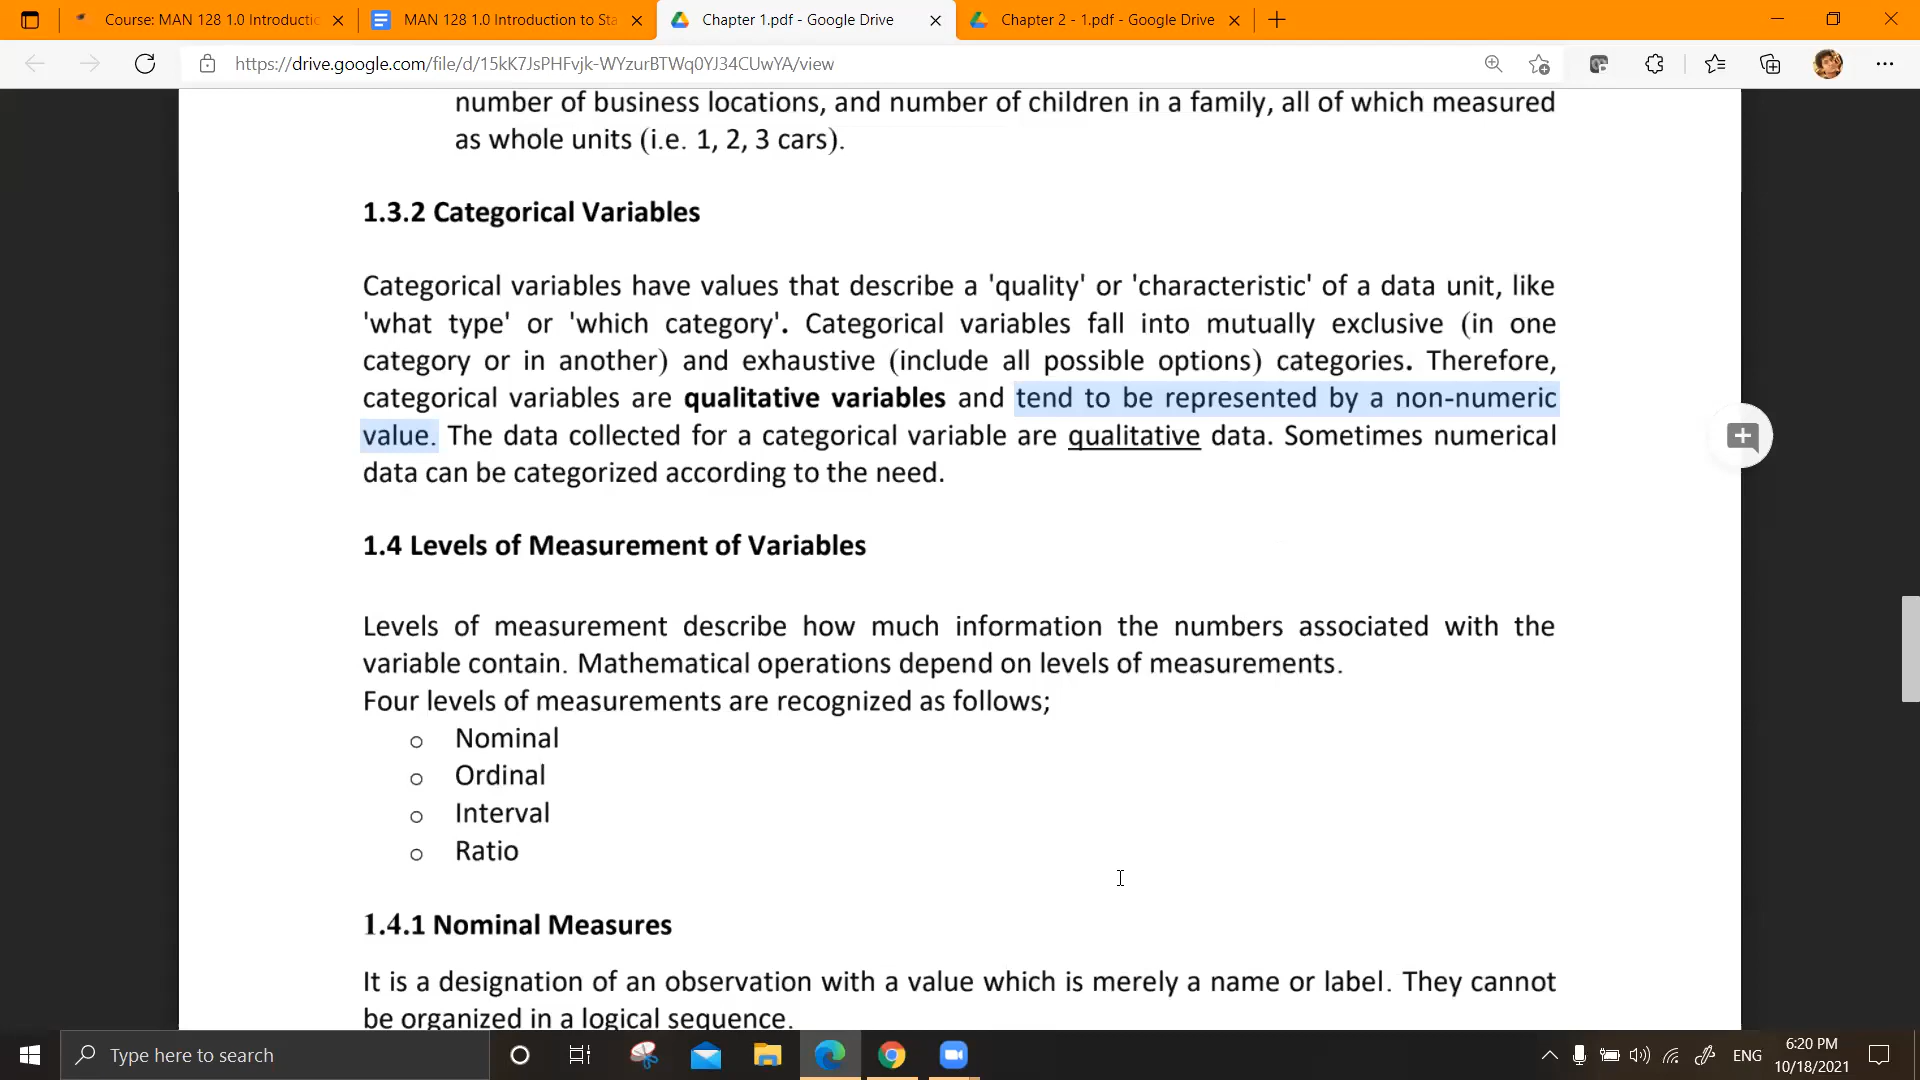 Course: MAN 128 1.0 Introductic
MAN 128 1.0 Introduction to Sta
Chapter 1.pdf - Google Drive
Chapter 2 - 1.pdf - Google Drive
https://drive.google.com/file/d/15kK7JsPHFvjk-WYzurBTWq0YJ34CUwYA/view
number of business locations, and number of children in a family, all of which measured
as whole units (i.e. 1, 2, 3 cars).
1.3.2 Categorical Variables
Categorical variables have values that describe a 'quality' or 'characteristic' of a data unit, like
'what type' or 'which category'. Categorical variables fall into mutually exclusive (in one
category or in another) and exhaustive (include all possible options) categories. Therefore,
categorical variables are qualitative variables and tend to be represented by a non-numeric
value. The data collected for a categorical variable are qualitative data. Sometimes numerical
data can be categorized according to the need.
1.4 Levels of Measurement of Variables
Levels of measurement describe how much information the numbers associated with the
variable contain. Mathematical operations depend on levels of measurements.
Four levels of measurements are recognized as follows;
o Nominal
o Ordinal
o Interval
o Ratio
1.4.1 Nominal Measures
It is a designation of an observation with a value which is merely a name or label. They cannot
be organized in a logical sequence.
Type here to search
ENG
6:20 PM
10/18/2021